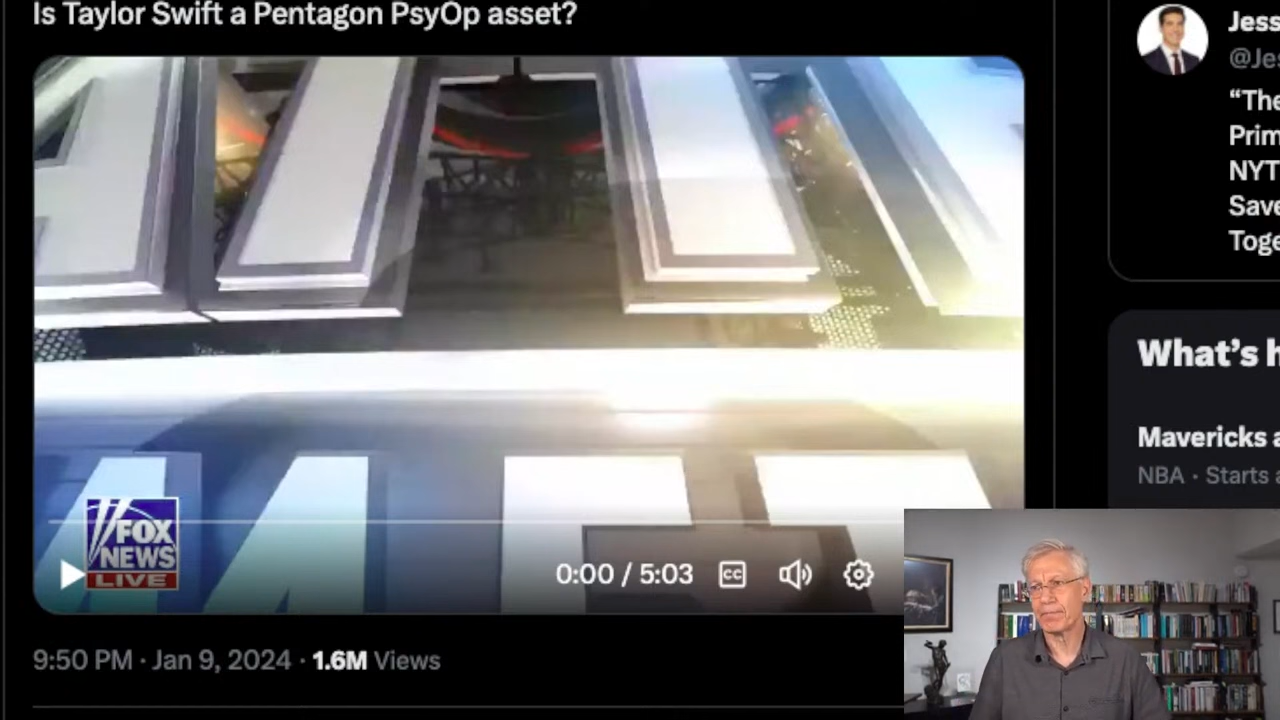 Is Taylor Swift a Pentagon PsyOp asset?
FOX
NEWS
LIVE
0:00 / 5:03
CC
9:50 PM · Jan 9, 2024 · 1.6M Views
Jess
@Jes
“The
Prim
NYT
Save
Toge
What’s h
Mavericks a
NBA · Starts a